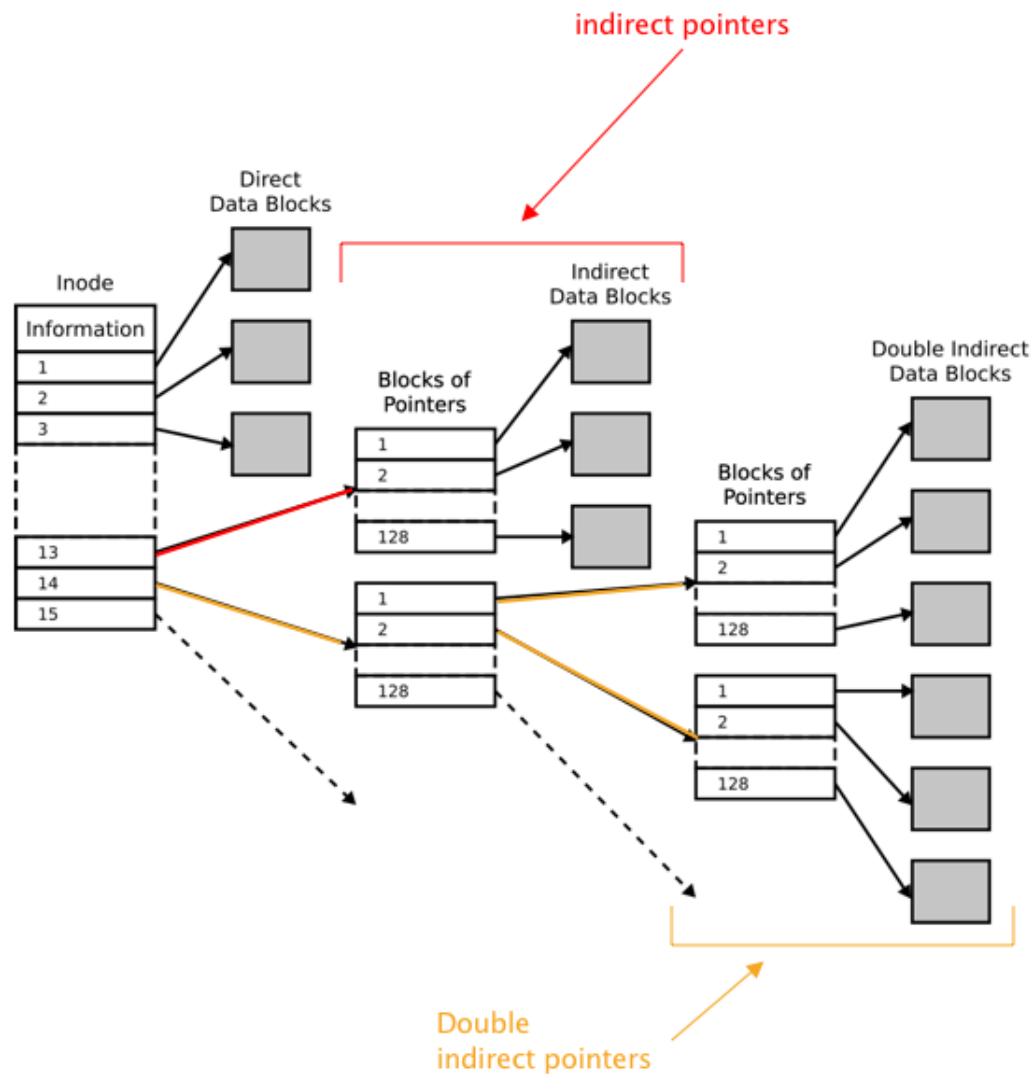 indirect pointers
Direct
Data Blocks
Inode
Information
1
2
3
13
14
15
Blocks of
Pointers
1
2
128
1
2
128
Indirect
Data Blocks
Blocks of
Pointers
1
2
128
1
2
128
Double Indirect
Data Blocks
Double
indirect pointers